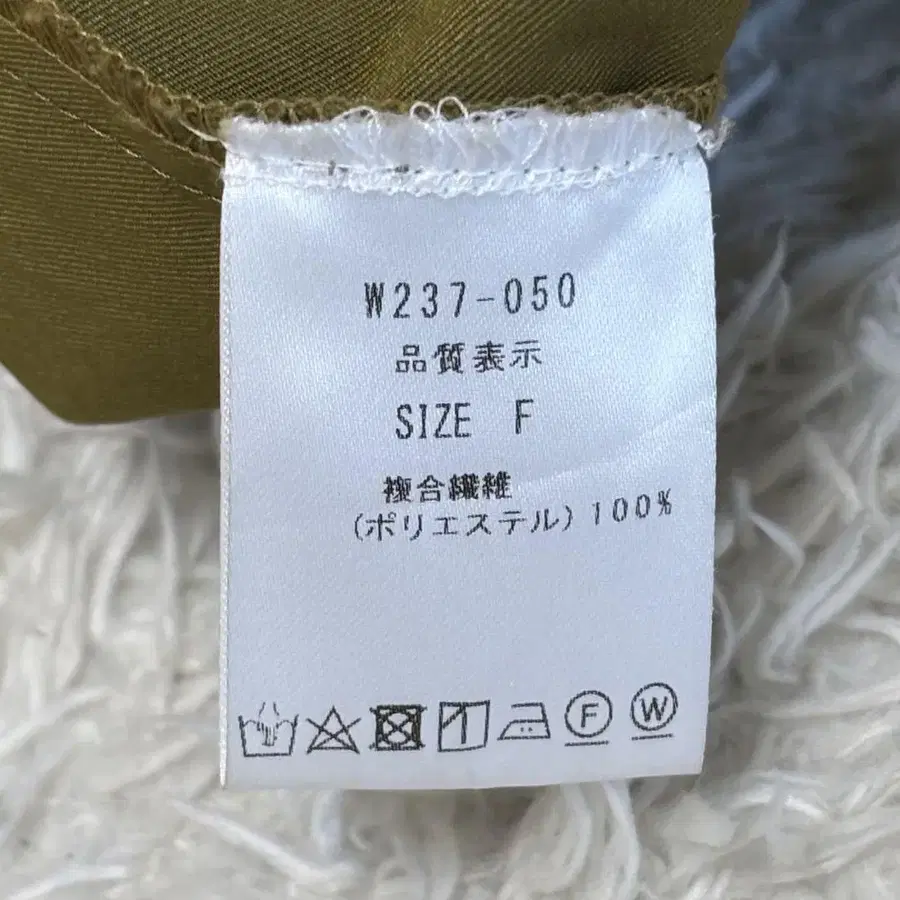 W237-050
品質表示
SIZE F
複合繊維
(ポリエステル) 100%
F W